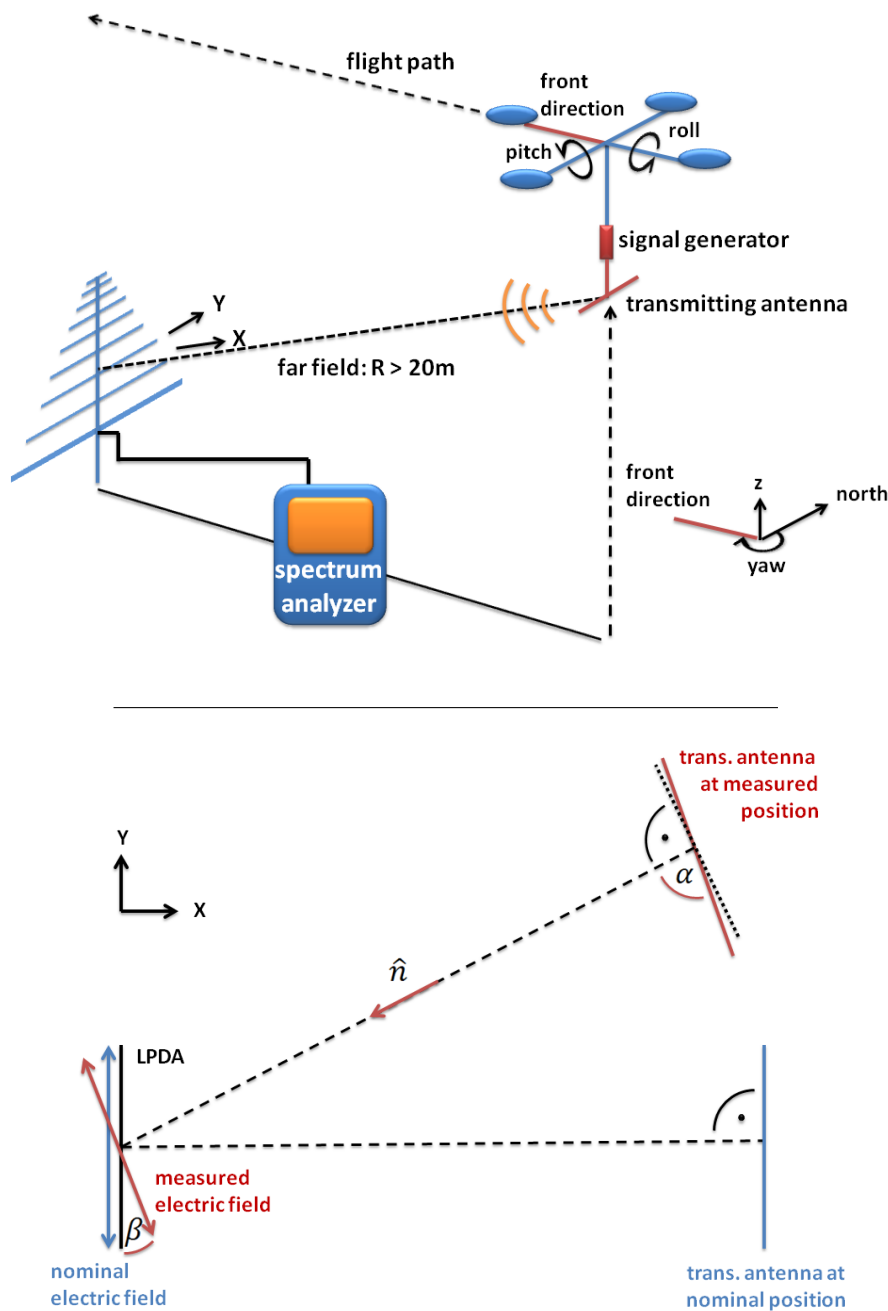 flight path
front
direction
roll
pitch
signal generator
transmitting antenna
Y
X
far field: R > 20m
front
direction
z
north
yaw
spectrum
analyzer
trans. antenna
at measured
position
Y
X
α
n̂
LPDA
measured
electric field
β
nominal
electric field
trans. antenna at
nominal position